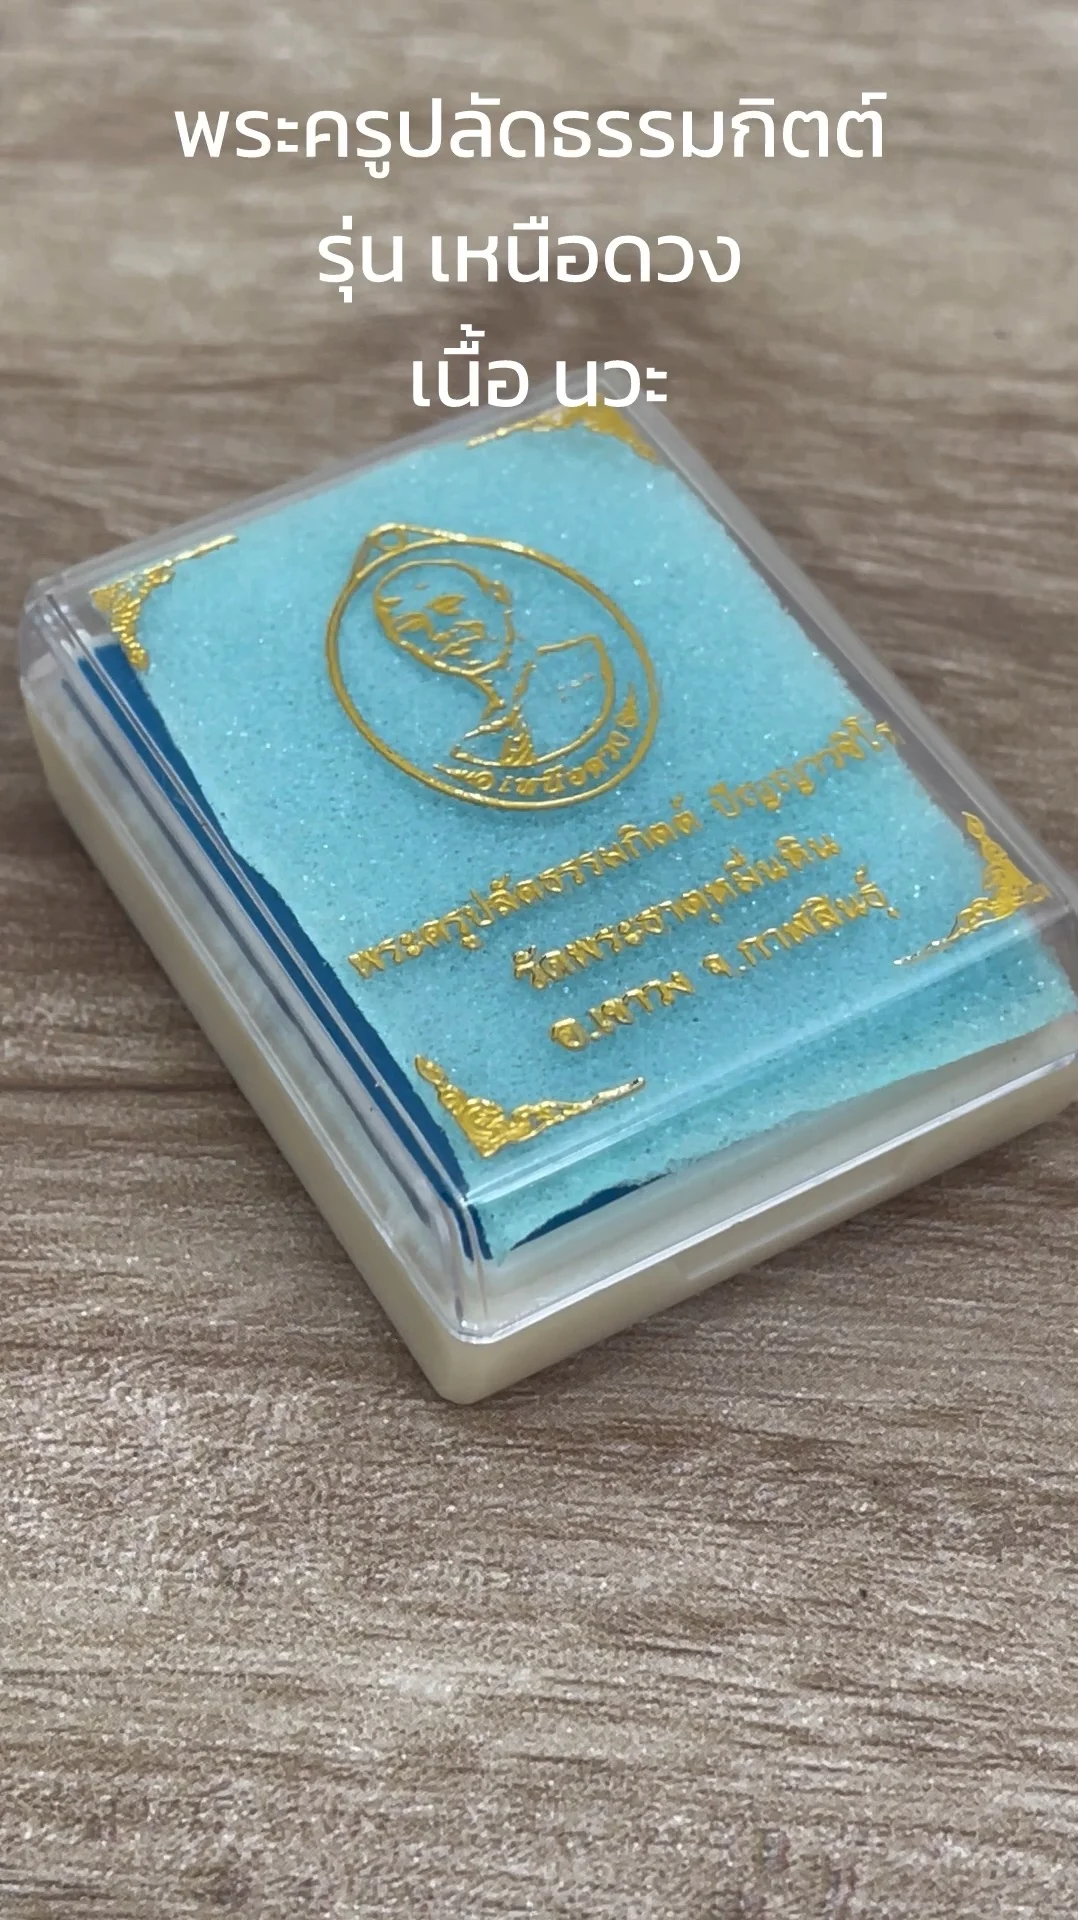 พระครูปลัดธรรมกิตต์
รุ่น เหนือดวง
เนื้อ นวะ
เหนือดวง
พระครูปลัดธรรมกิตต์ ปัญญาวชิโร
วัดพระธาตุหมื่นหิน
อ.เขาวง จ.กาฬสินธุ์